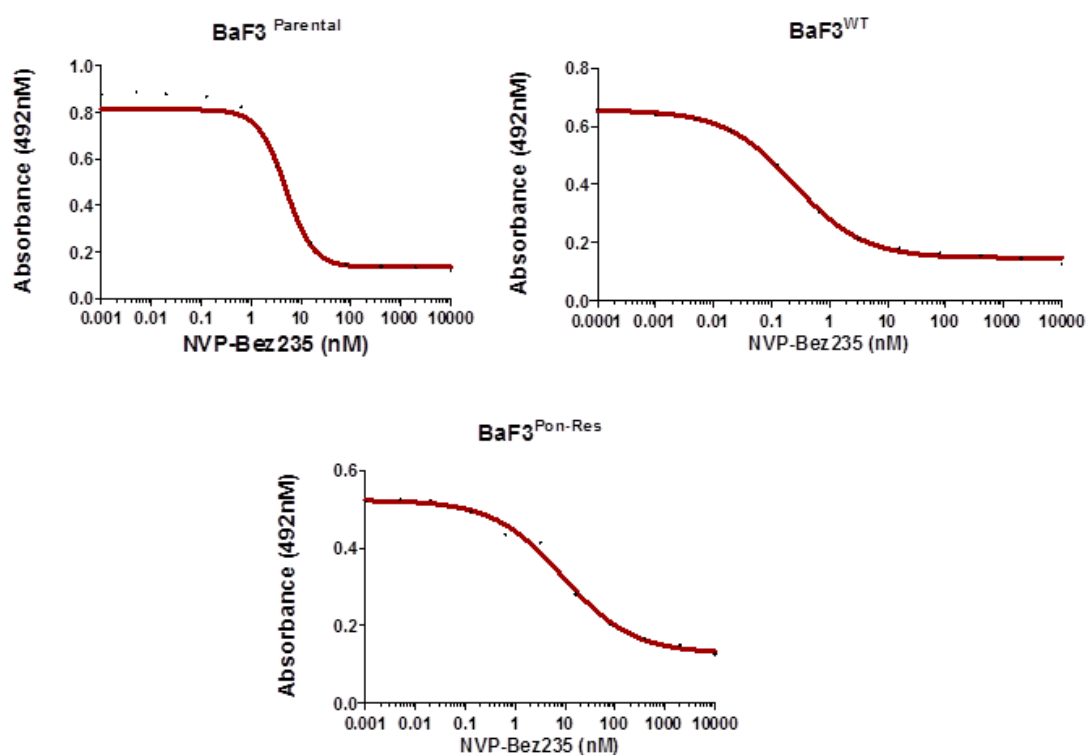 BaF3 Parental
Absorbance (492nM)
1.0
0.8
0.6
0.4
0.2
0.0
0.001 0.01 0.1 1 10 100 1000 10000
NVP-Bez235 (nM)
BaF3WT
Absorbance (492nM)
0.8
0.6
0.4
0.2
0.0
0.0001 0.001 0.01 0.1 1 10 100 1000 10000
NVP-Bez235 (nM)
BaF3Pon-Res
Absorbance (492nM)
0.6
0.4
0.2
0.0
0.001 0.01 0.1 1 10 100 1000 10000
NVP-Bez235 (nM)